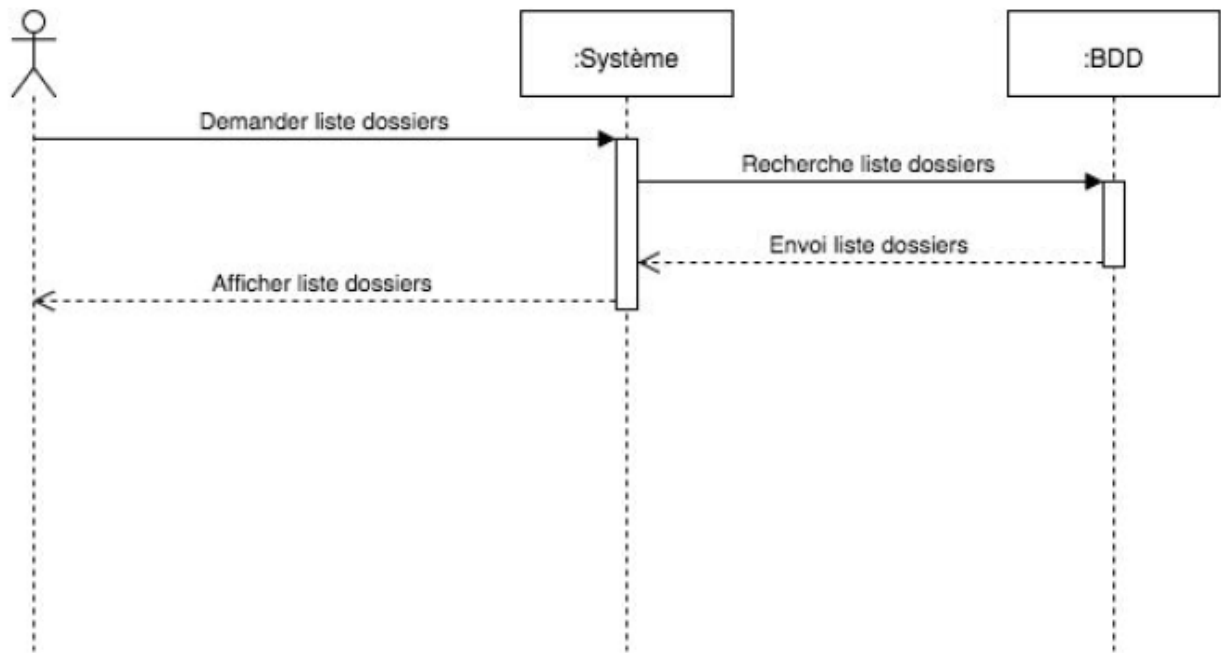 :Système
:BDD
Demander liste dossiers
Recherche liste dossiers
Envoi liste dossiers
Afficher liste dossiers